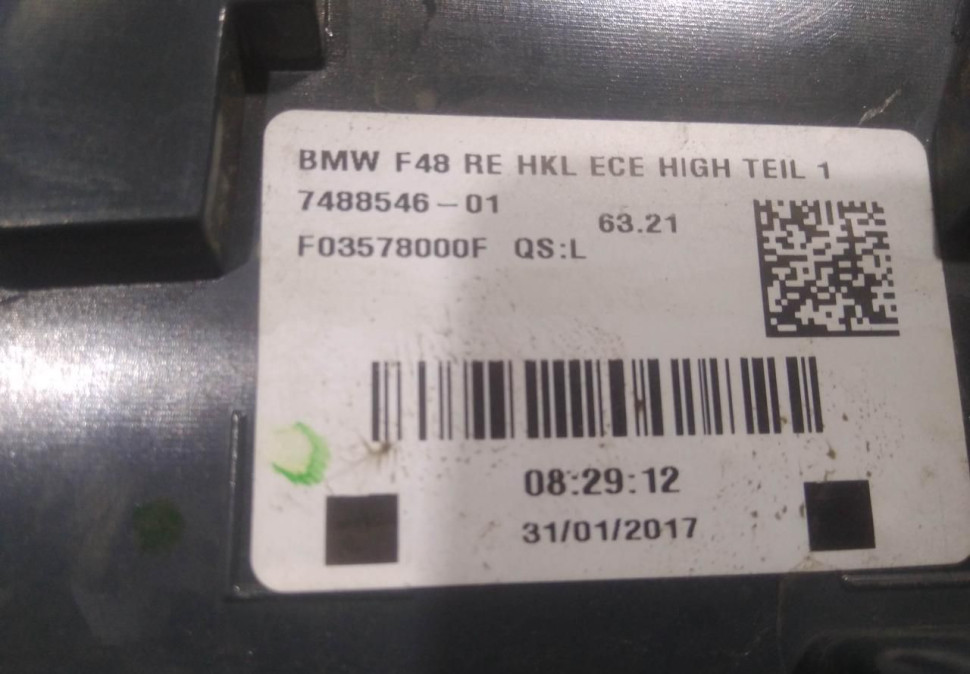 BMW F48 RE HKL ECE HIGH TEIL 1
7488546-01
63.21
F03578000F QS:L
08:29:12
31/01/2017